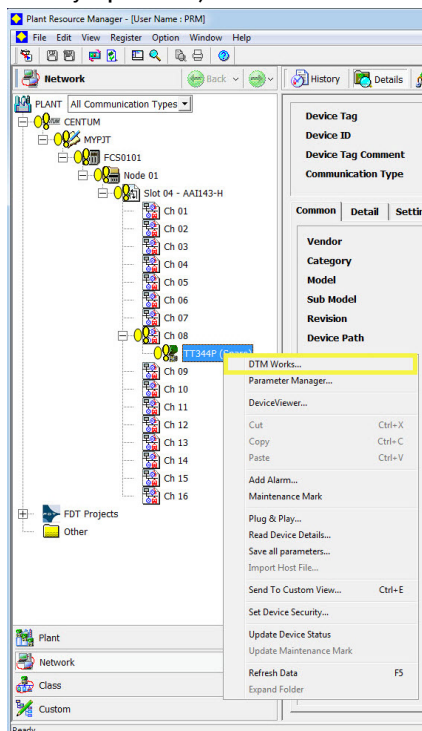 Plant Resource Manager - [User Name : PRM]
File Edit View Register Option Window Help
Network Back History Details
PLANT All Communication Types
CENTUM
MYPJT
FCS0101
Node 01
Slot 04 - AAI143-H
Ch 01
Ch 02
Ch 03
Ch 04
Ch 05
Ch 06
Ch 07
Ch 08
TT344P
Ch 09
Ch 10
Ch 11
Ch 12
Ch 13
Ch 14
Ch 15
Ch 16
FDT Projects
Other
Device Tag
Device ID
Device Tag Comment
Communication Type
Common Detail
Vendor
Category
Model
Sub Model
Revision
Device Path
DTM Works...
Parameter Manager...
DeviceViewer...
Cut Ctrl+X
Copy Ctrl+C
Paste Ctrl+V
Add Alarm...
Maintenance Mark
Plug & Play...
Read Device Details...
Save all parameters...
Import Host File...
Send To Custom View... Ctrl+E
Set Device Security...
Update Device Status
Update Maintenance Mark
Refresh Data F5
Expand Folder
Plant
Network
Class
Custom